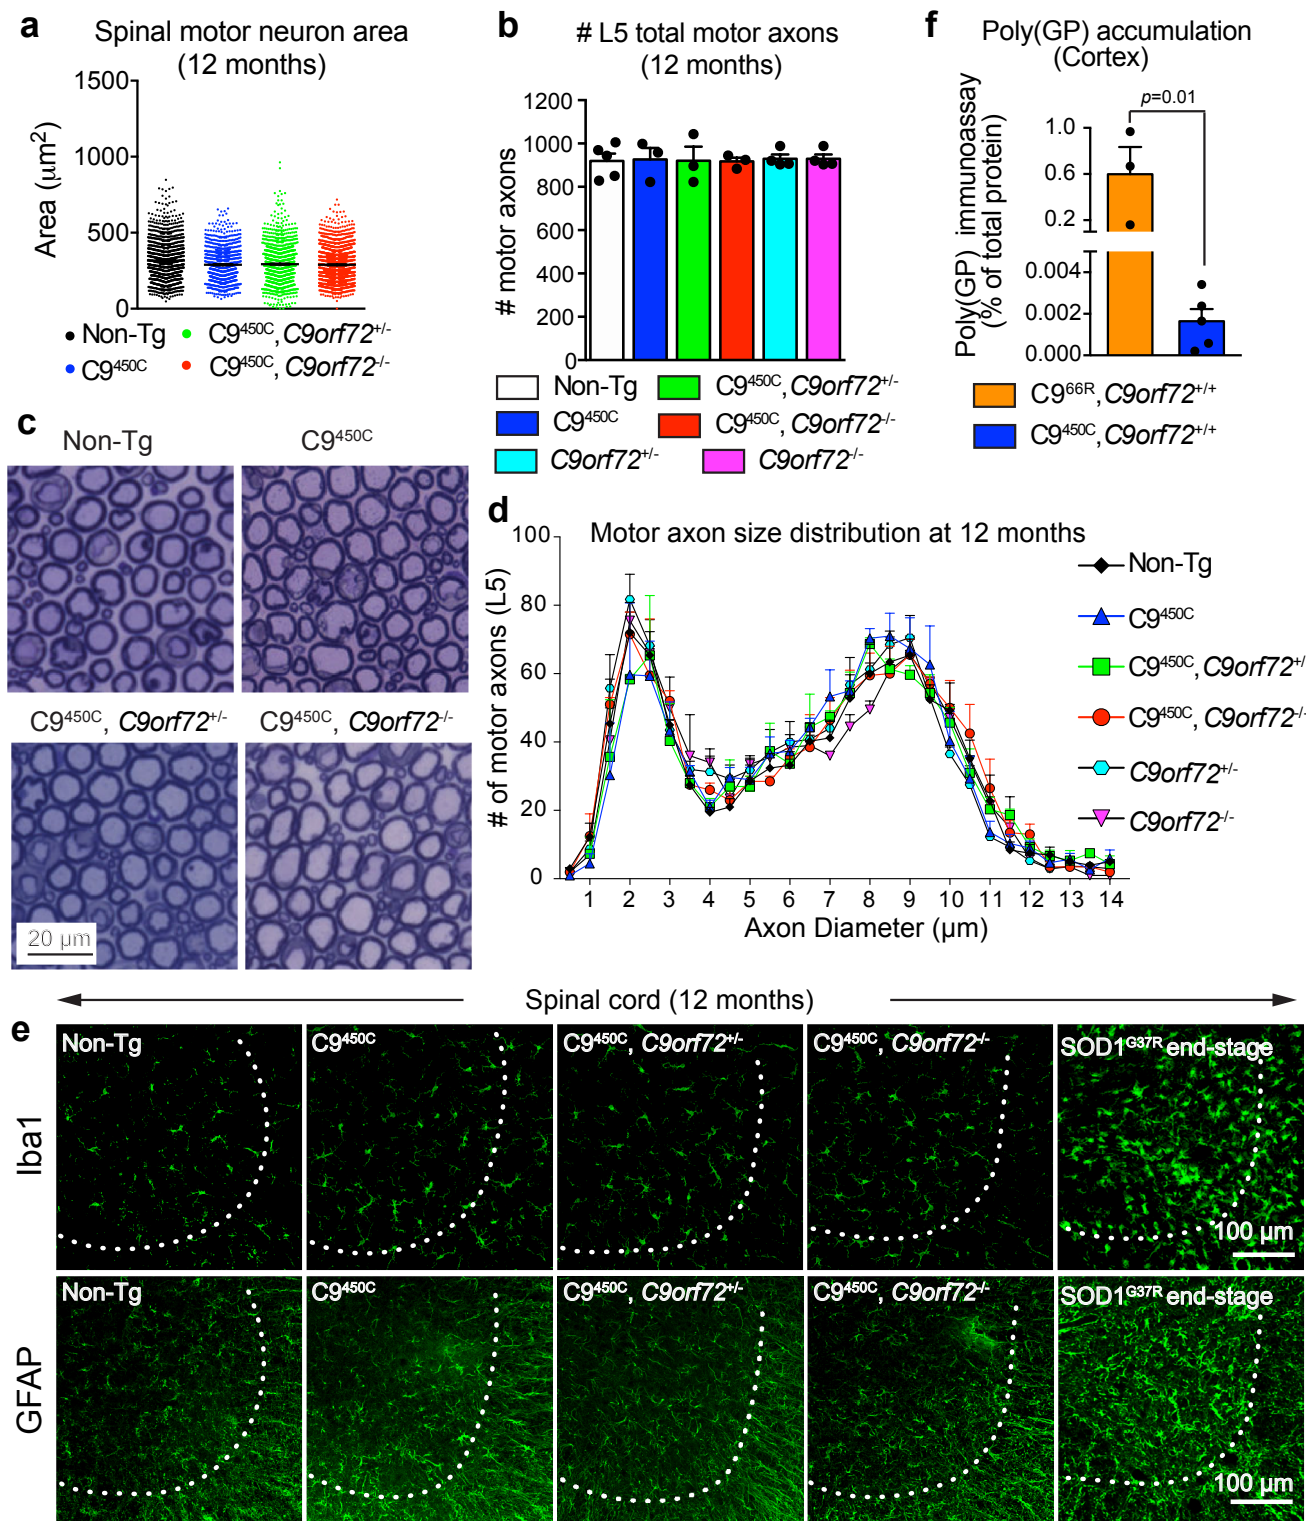 a
Spinal motor neuron area
(12 months)
Area (μm²)
1500
1000
500
0
Non-Tg
C9⁴⁵⁰ᶜ
C9⁴⁵⁰ᶜ, C9orf72⁺/⁻
C9⁴⁵⁰ᶜ, C9orf72⁻/⁻
b
# L5 total motor axons
(12 months)
# motor axons
1200
1000
800
600
400
200
0
Non-Tg
C9⁴⁵⁰ᶜ, C9orf72⁺/⁻
C9⁴⁵⁰ᶜ
C9⁴⁵⁰ᶜ, C9orf72⁻/⁻
C9orf72⁺/⁻
C9orf72⁻/⁻
f
Poly(GP) accumulation
(Cortex)
p=0.01
Poly(GP) immunoassay
(% of total protein)
1.0
0.6
0.2
0.004
0.002
0.000
C9⁶⁶ᴿ, C9orf72⁺/⁺
C9⁴⁵⁰ᶜ, C9orf72⁺/⁺
c
Non-Tg
C9⁴⁵⁰ᶜ
C9⁴⁵⁰ᶜ, C9orf72⁺/⁻
C9⁴⁵⁰ᶜ, C9orf72⁻/⁻
20 μm
d
Motor axon size distribution at 12 months
# of motor axons (L5)
100
80
60
40
20
0
1 2 3 4 5 6 7 8 9 10 11 12 13 14
Axon Diameter (μm)
Non-Tg
C9⁴⁵⁰ᶜ
C9⁴⁵⁰ᶜ, C9orf72⁺/
C9⁴⁵⁰ᶜ, C9orf72⁻/
C9orf72⁺/⁻
C9orf72⁻/⁻
Spinal cord (12 months)
e
Iba1
Non-Tg
C9⁴⁵⁰ᶜ
C9⁴⁵⁰ᶜ, C9orf72⁺/⁻
C9⁴⁵⁰ᶜ, C9orf72⁻/⁻
SOD1ᴳ³⁷ᴿ end-stage
100 μm
GFAP
Non-Tg
C9⁴⁵⁰ᶜ
C9⁴⁵⁰ᶜ, C9orf72⁺/⁻
C9⁴⁵⁰ᶜ, C9orf72⁻/⁻
SOD1ᴳ³⁷ᴿ end-stage
100 μm